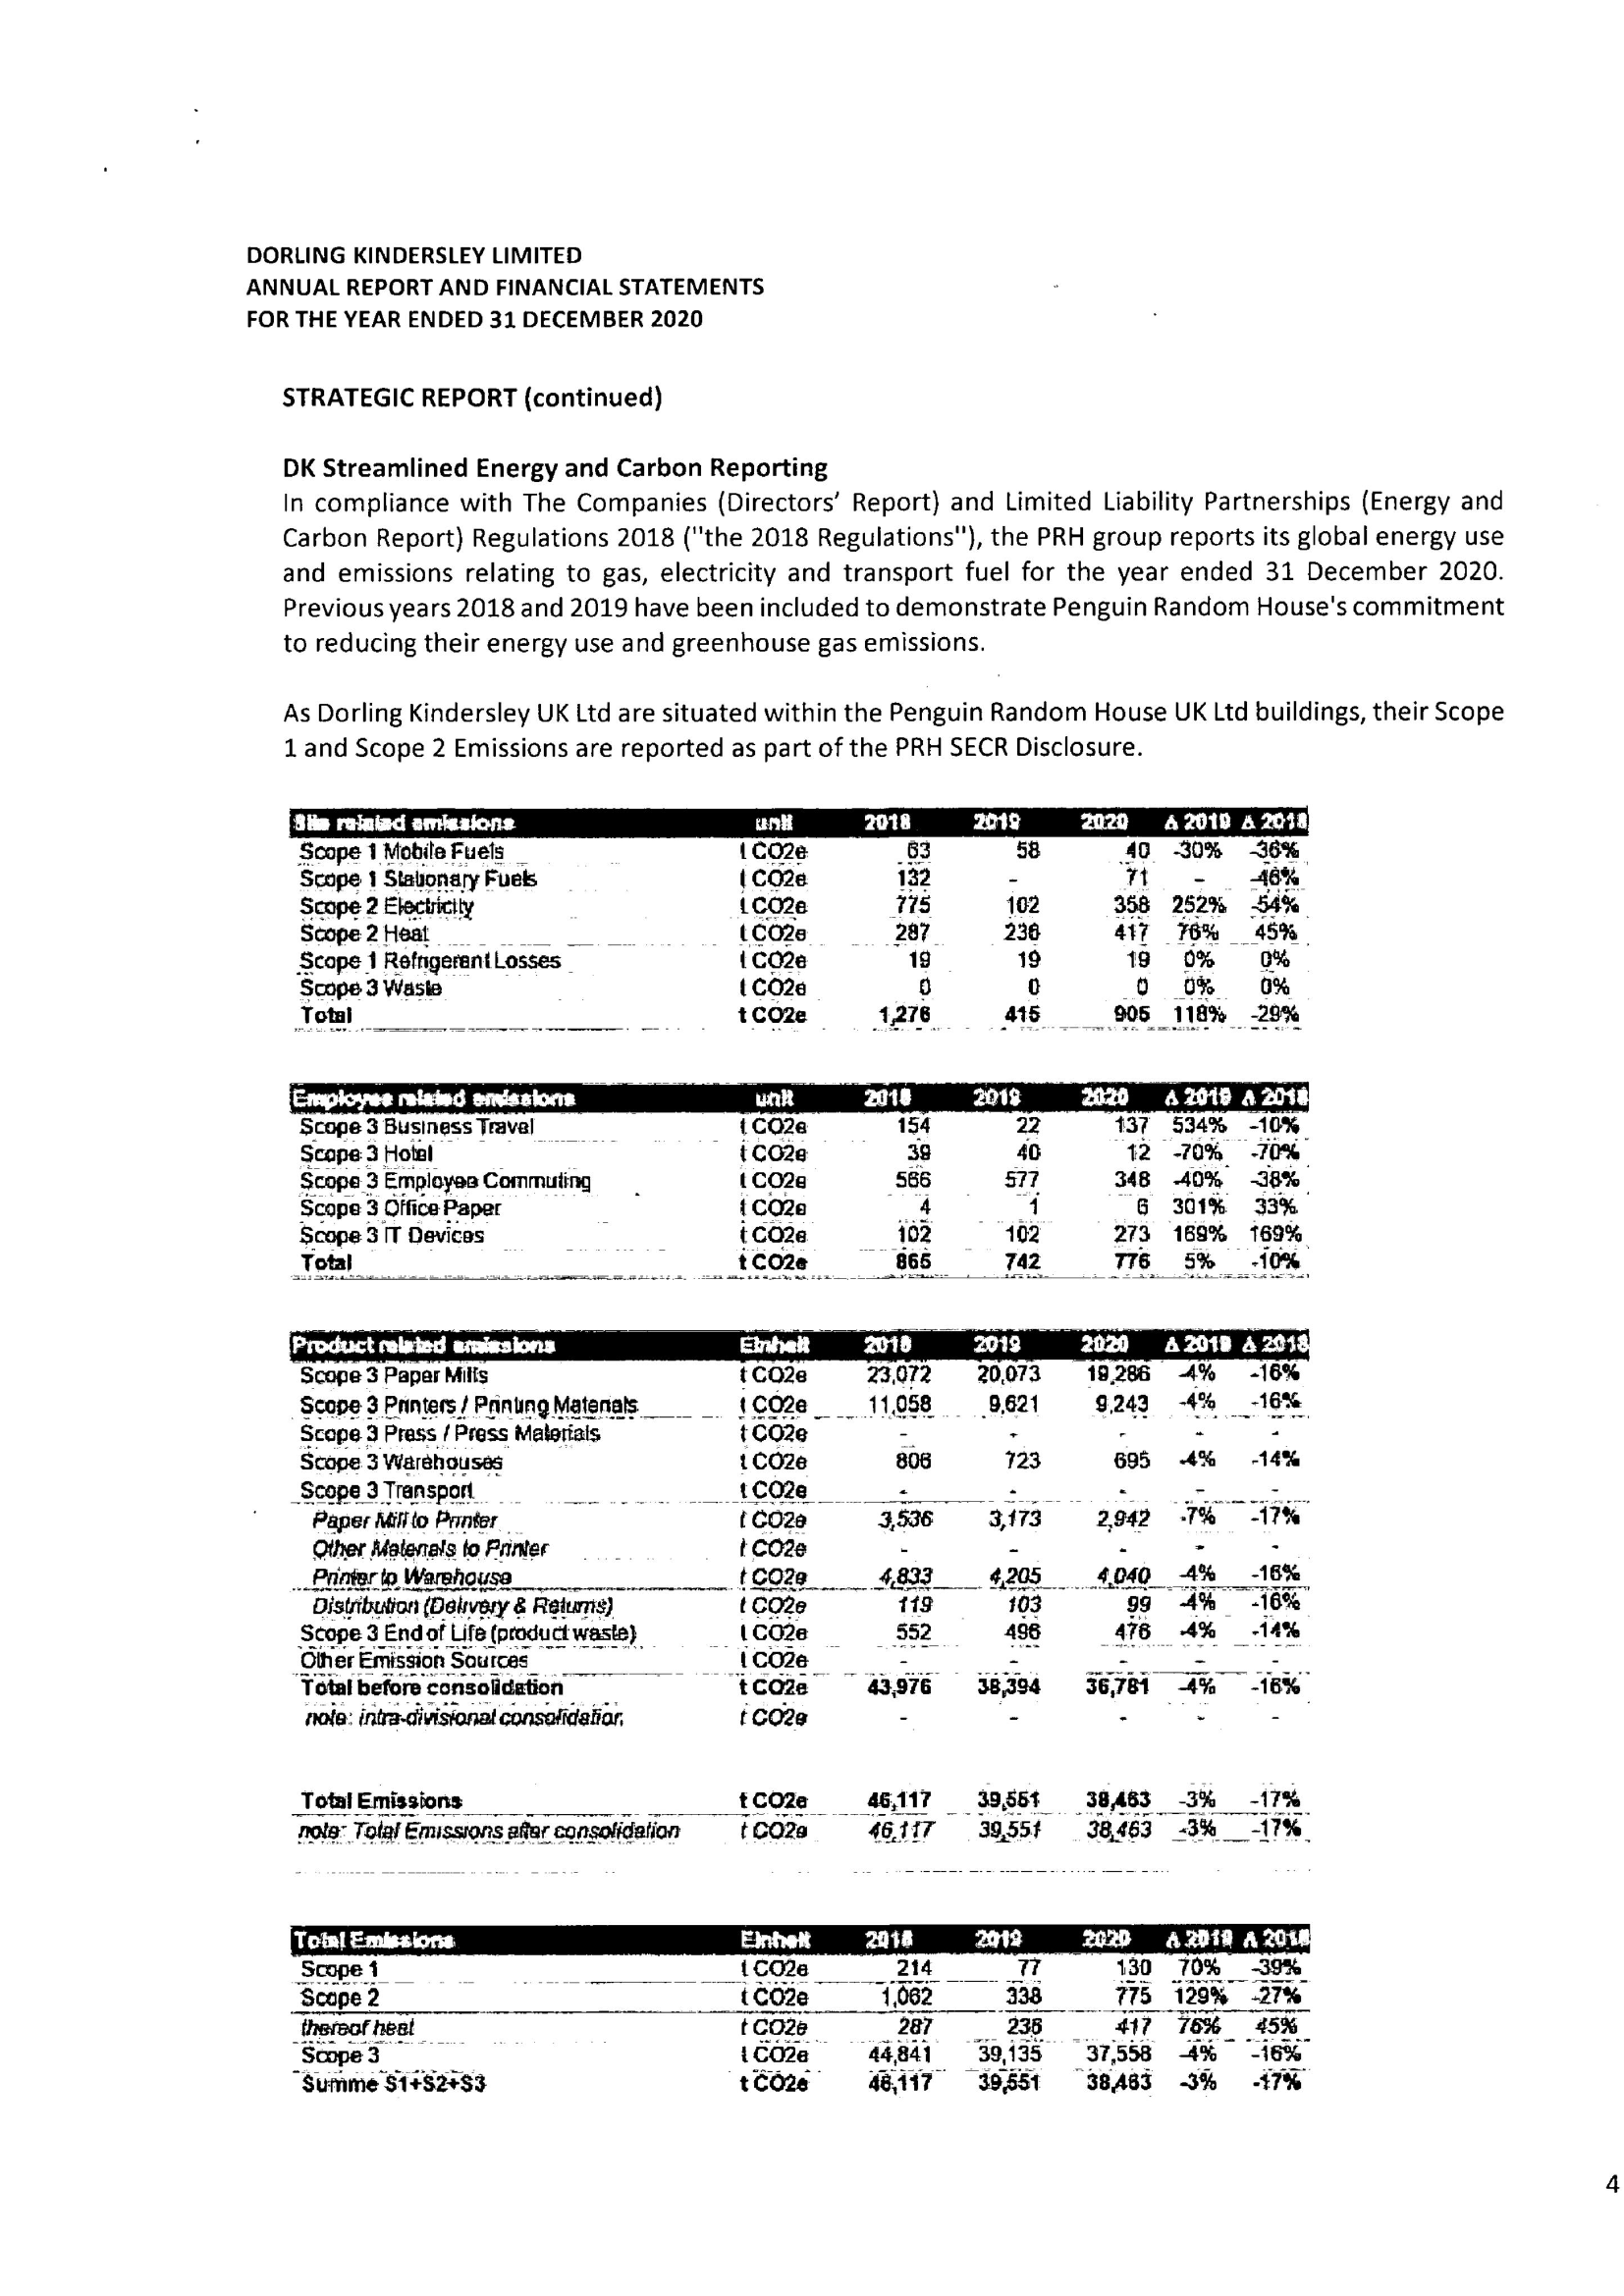 DORLING KINDERSLEY LIMITED
ANNUAL REPORT AND FINANCIAL STATEMENTS
FOR THE YEAR ENDED 31 DECEMBER 2020
STRATEGIC REPORT (continued)
DK Streamlined Energy and Carbon Reporting
In compliance with The Companies (Directors' Report) and Limited Liability Partnerships (Energy and
Carbon Report) Regulations 2018 ("the 2018 Regulations"), the PRH group reports its global energy use
and emissions relating to gas, electricity and transport fuel for the year ended 31 December 2020.
Previous years 2018 and 2019 have been included to demonstrate Penguin Random House's commitment
to reducing their energy use and greenhouse gas emissions.
As Dorling Kindersley UK Ltd are situated within the Penguin Random House UK Ltd buildings, their Scope
1 and Scope 2 Emissions are reported as part of the PRH SECR Disclosure.
Site related emissions unit 2018 2019 2020 Δ 2019 Δ 2018
Scope 1 Mobile Fuels t CO2e 63 58 40 -30% -36%
Scope 1 Stationary Fuels t CO2e 132 - 71 - -46%
Scope 2 Electricity t CO2e 775 102 358 252% -54%
Scope 2 Heat t CO2e 287 236 417 76% 45%
Scope 1 Refrigerant Losses t CO2e 19 19 19 0% 0%
Scope 3 Waste t CO2e 0 0 0 0% 0%
Total t CO2e 1,276 415 905 118% -29%
Employee related emissions unit 2018 2019 2020 Δ 2019 Δ 2018
Scope 3 Business Travel t CO2e 154 22 137 534% -10%
Scope 3 Hotel t CO2e 39 40 12 -70% -70%
Scope 3 Employee Commuting t CO2e 566 577 348 -40% -38%
Scope 3 Office Paper t CO2e 4 1 6 301% 33%
Scope 3 IT Devices t CO2e 102 102 273 169% 169%
Total t CO2e 865 742 776 5% -10%
Product related emissions Einheit 2018 2019 2020 Δ 2019 Δ 2018
Scope 3 Paper Mills t CO2e 23,072 20,073 19,286 -4% -16%
Scope 3 Printers / Printing Materials t CO2e 11,058 9,621 9,243 -4% -16%
Scope 3 Press / Press Materials t CO2e - - - - -
Scope 3 Warehouses t CO2e 806 723 695 -4% -14%
Scope 3 Transport t CO2e - - - - -
Paper Mill to Printer t CO2e 3,536 3,173 2,942 -7% -17%
Other Materials to Printer t CO2e - - - - -
Printer to Warehouse t CO2e 4,833 4,205 4,040 -4% -16%
Distribution (Delivery & Returns) t CO2e 119 103 99 -4% -16%
Scope 3 End of Life (product waste) t CO2e 552 496 476 -4% -14%
Other Emission Sources t CO2e - - - - -
Total before consolidation t CO2e 43,976 38,394 36,781 -4% -16%
note: intra-divisional consolidation t CO2e - - - - -
Total Emissions t CO2e 46,117 39,551 38,463 -3% -17%
note: Total Emissions after consolidation t CO2e 46,117 39,551 38,463 -3% -17%
Total Emissions Einheit 2018 2019 2020 Δ 2019 Δ 2018
Scope 1 t CO2e 214 77 130 70% -39%
Scope 2 t CO2e 1,062 338 775 129% -27%
thereof heat t CO2e 287 236 417 76% 45%
Scope 3 t CO2e 44,841 39,135 37,558 -4% -16%
Summe S1+S2+S3 t CO2e 46,117 39,551 38,463 -3% -17%
4